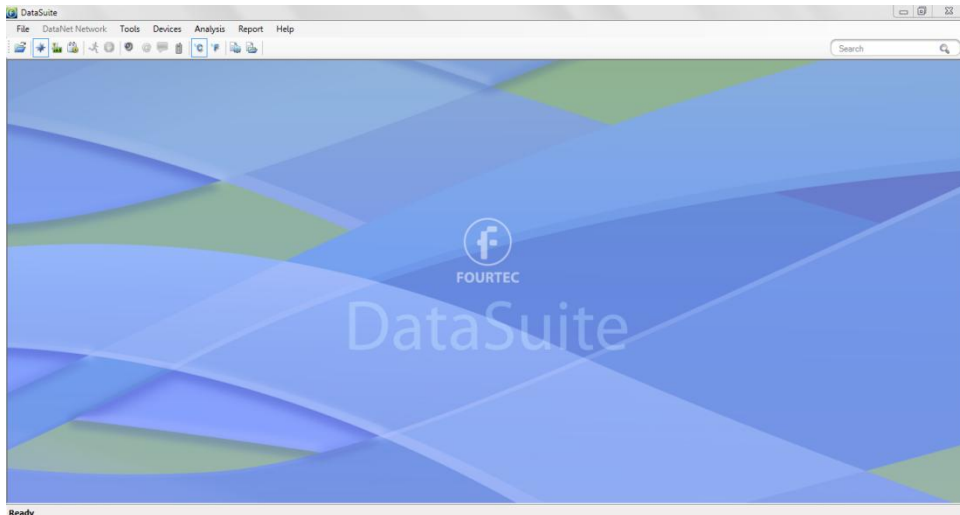 DataSuite
File DataNet Network Tools Devices Analysis Report Help
°C °F Search
f
FOURTEC
DataSuite
Ready